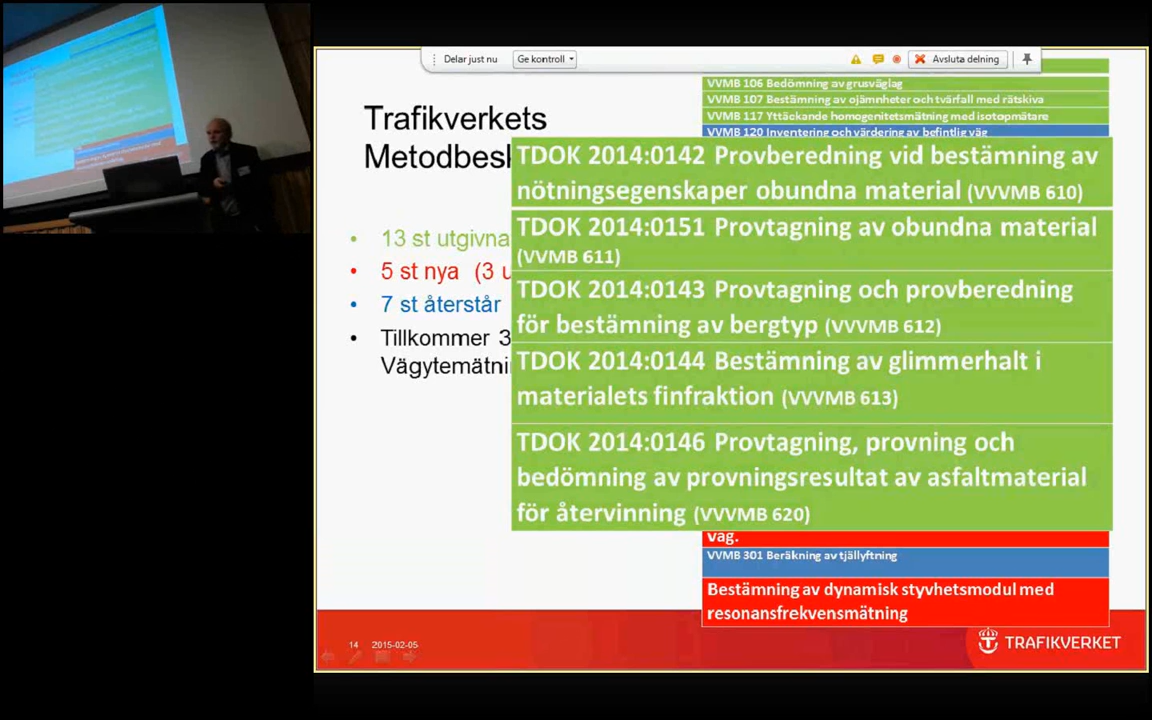 Delar just nu
Ge kontroll
Avsluta delning
Trafikverkets
Metodbesk
13 st utgivna
5 st nya (3 u
7 st återstår
Tillkommer 3
Vägytemätni
VVMB 106 Bedömning av grusväglag
VVMB 107 Bestämning av ojämnheter och tvärfall med rätskiva
VVMB 117 Yttäckande homogenitetsmätning med isotopmätare
VVMB 120 Inventering och värdering av befintlig väg
TDOK 2014:0142 Provberedning vid bestämning av
nötningsegenskaper obundna material (VVVMB 610)
TDOK 2014:0151 Provtagning av obundna material
(VVMB 611)
TDOK 2014:0143 Provtagning och provberedning
för bestämning av bergtyp (VVVMB 612)
TDOK 2014:0144 Bestämning av glimmerhalt i
materialets finfraktion (VVVMB 613)
TDOK 2014:0146 Provtagning, provning och
bedömning av provningsresultat av asfaltmaterial
för återvinning (VVVMB 620)
väg.
VVMB 301 Beräkning av tjällyftning
Bestämning av dynamisk styvhetsmodul med
resonansfrekvensmätning
14 2015-02-05
TRAFIKVERKET